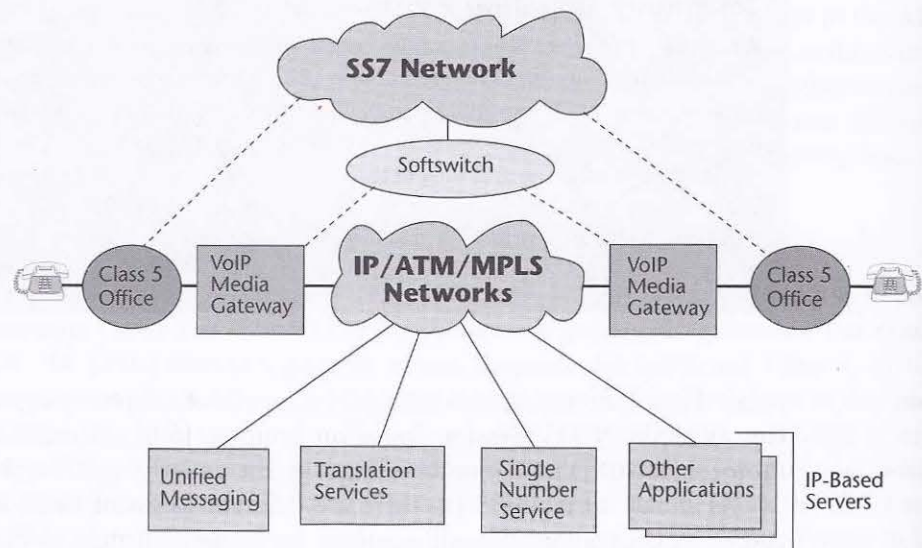 SS7 Network
Softswitch
Class 5
Office
VoIP
Media
Gateway
IP/ATM/MPLS
Networks
VoIP
Media
Gateway
Class 5
Office
Unified
Messaging
Translation
Services
Single
Number
Service
Other
Applications
IP-Based
Servers